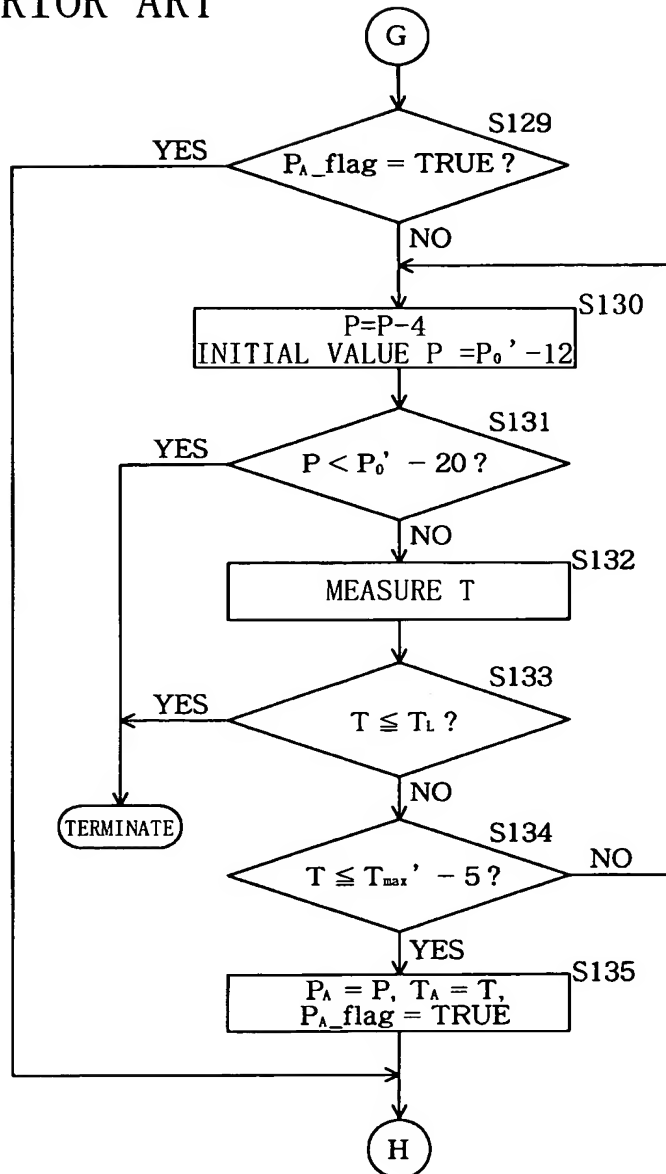 RIOR ART
G
S129
YES
P_A_flag = TRUE ?
NO
S130
P=P-4
INITIAL VALUE P =P₀'-12
S131
YES
P < P₀' - 20 ?
NO
S132
MEASURE T
S133
YES
T ≦ T_L ?
NO
TERMINATE
S134
NO
T ≦ T_max' - 5 ?
YES
S135
P_A = P, T_A = T,
P_A_flag = TRUE
H